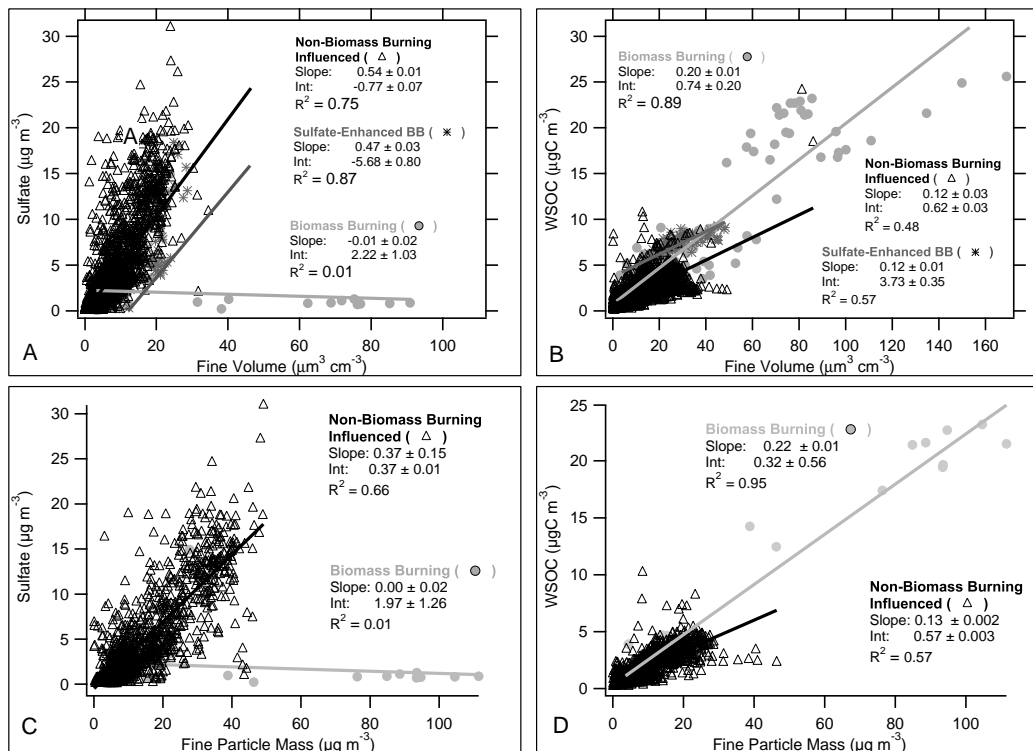 30
25
20
15
10
5
0
Sulfate (µg m-3)
A
Non-Biomass Burning
Influenced ( △ )
Slope: 0.54 ± 0.01
Int: -0.77 ± 0.07
R2 = 0.75
Sulfate-Enhanced BB ( ✳ )
Slope: 0.47 ± 0.03
Int: -5.68 ± 0.80
R2 = 0.87
Biomass Burning ( ● )
Slope: -0.01 ± 0.02
Int: 2.22 ± 1.03
R2 = 0.01
0 20 40 60 80 100
A Fine Volume (µm3 cm-3)
30
25
20
15
10
5
0
WSOC (µgC m-3)
Biomass Burning ( ● )
Slope: 0.20 ± 0.01
Int: 0.74 ± 0.20
R2 = 0.89
Non-Biomass Burning
Influenced ( △ )
Slope: 0.12 ± 0.03
Int: 0.62 ± 0.03
R2 = 0.48
Sulfate-Enhanced BB ( ✳ )
Slope: 0.12 ± 0.01
Int: 3.73 ± 0.35
R2 = 0.57
0 20 40 60 80 100 120 140 160
B Fine Volume (µm3 cm-3)
30
25
20
15
10
5
0
Sulfate (µg m-3)
Non-Biomass Burning
Influenced ( △ )
Slope: 0.37 ± 0.15
Int: 0.37 ± 0.01
R2 = 0.66
Biomass Burning ( ● )
Slope: 0.00 ± 0.02
Int: 1.97 ± 1.26
R2 = 0.01
0 20 40 60 80 100
C Fine Particle Mass (µg m-3)
25
20
15
10
5
0
WSOC (µgC m-3)
Biomass Burning ( ● )
Slope: 0.22 ± 0.01
Int: 0.32 ± 0.56
R2 = 0.95
Non-Biomass Burning
Influenced ( △ )
Slope: 0.13 ± 0.002
Int: 0.57 ± 0.003
R2 = 0.57
0 20 40 60 80 100
D Fine Particle Mass (µg m-3)